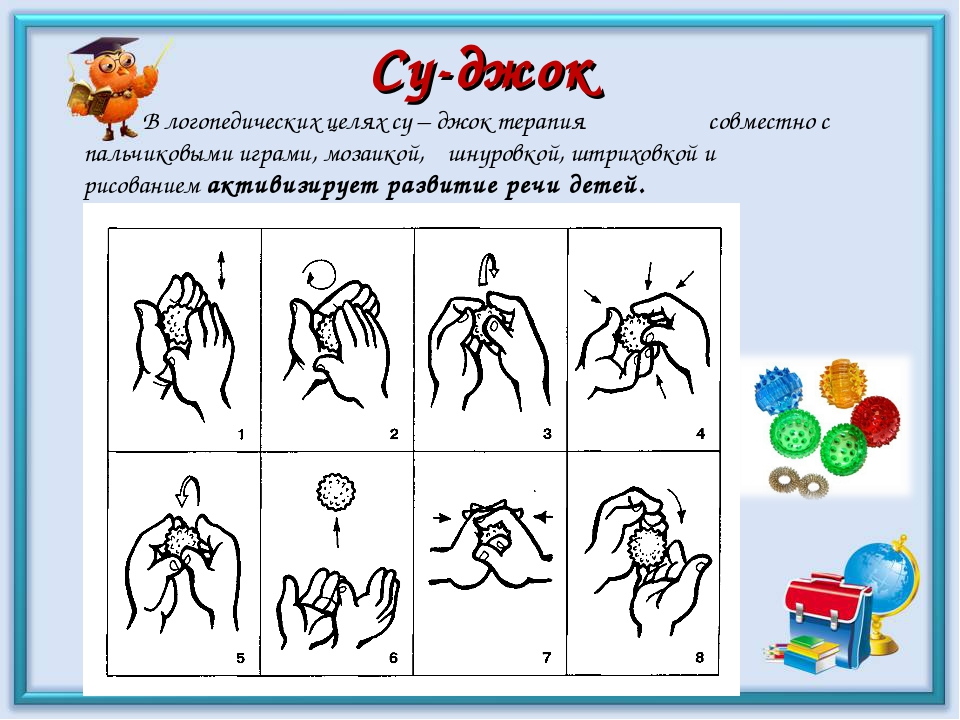 Су-джок
В логопедических целях су – джок терапия совместно с
пальчиковыми играми, мозаикой, шнуровкой, штриховкой и
рисованием активизирует развитие речи детей.
1 2 3 4
5 6 7 8